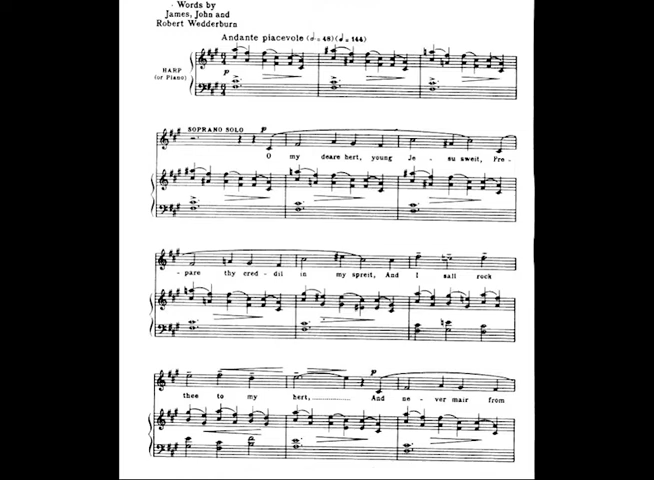 Words by
James, John and
Robert Wedderburn
Andante piacevole (♩.=48)(♩=144)
HARP
(or Piano)
p
SOPRANO SOLO p
O my deare hert, young Je - su sweit, Pre -
- pare thy cred - dil in my spreit, And I sall rock
p
thee to my hert, And ne - ver mair from